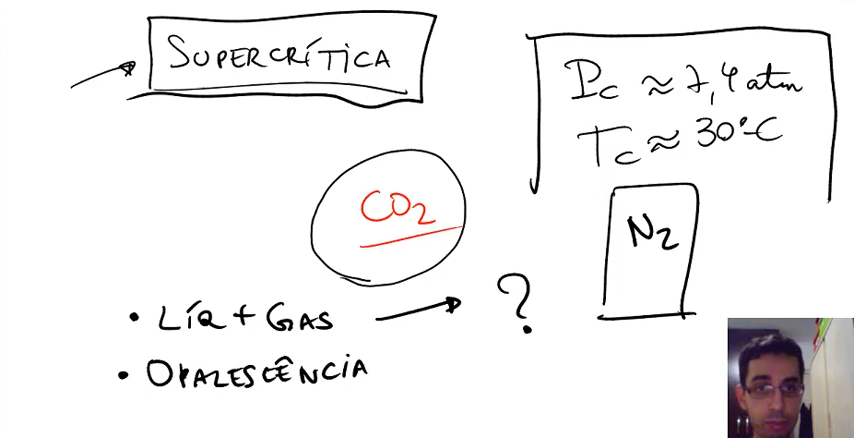 SUPERCRÍTICA
Pc ≈ 7,4 atm
Tc ≈ 30°C
CO2
N2
• LÍQ + GAS → ?
• OPALESCÊNCIA